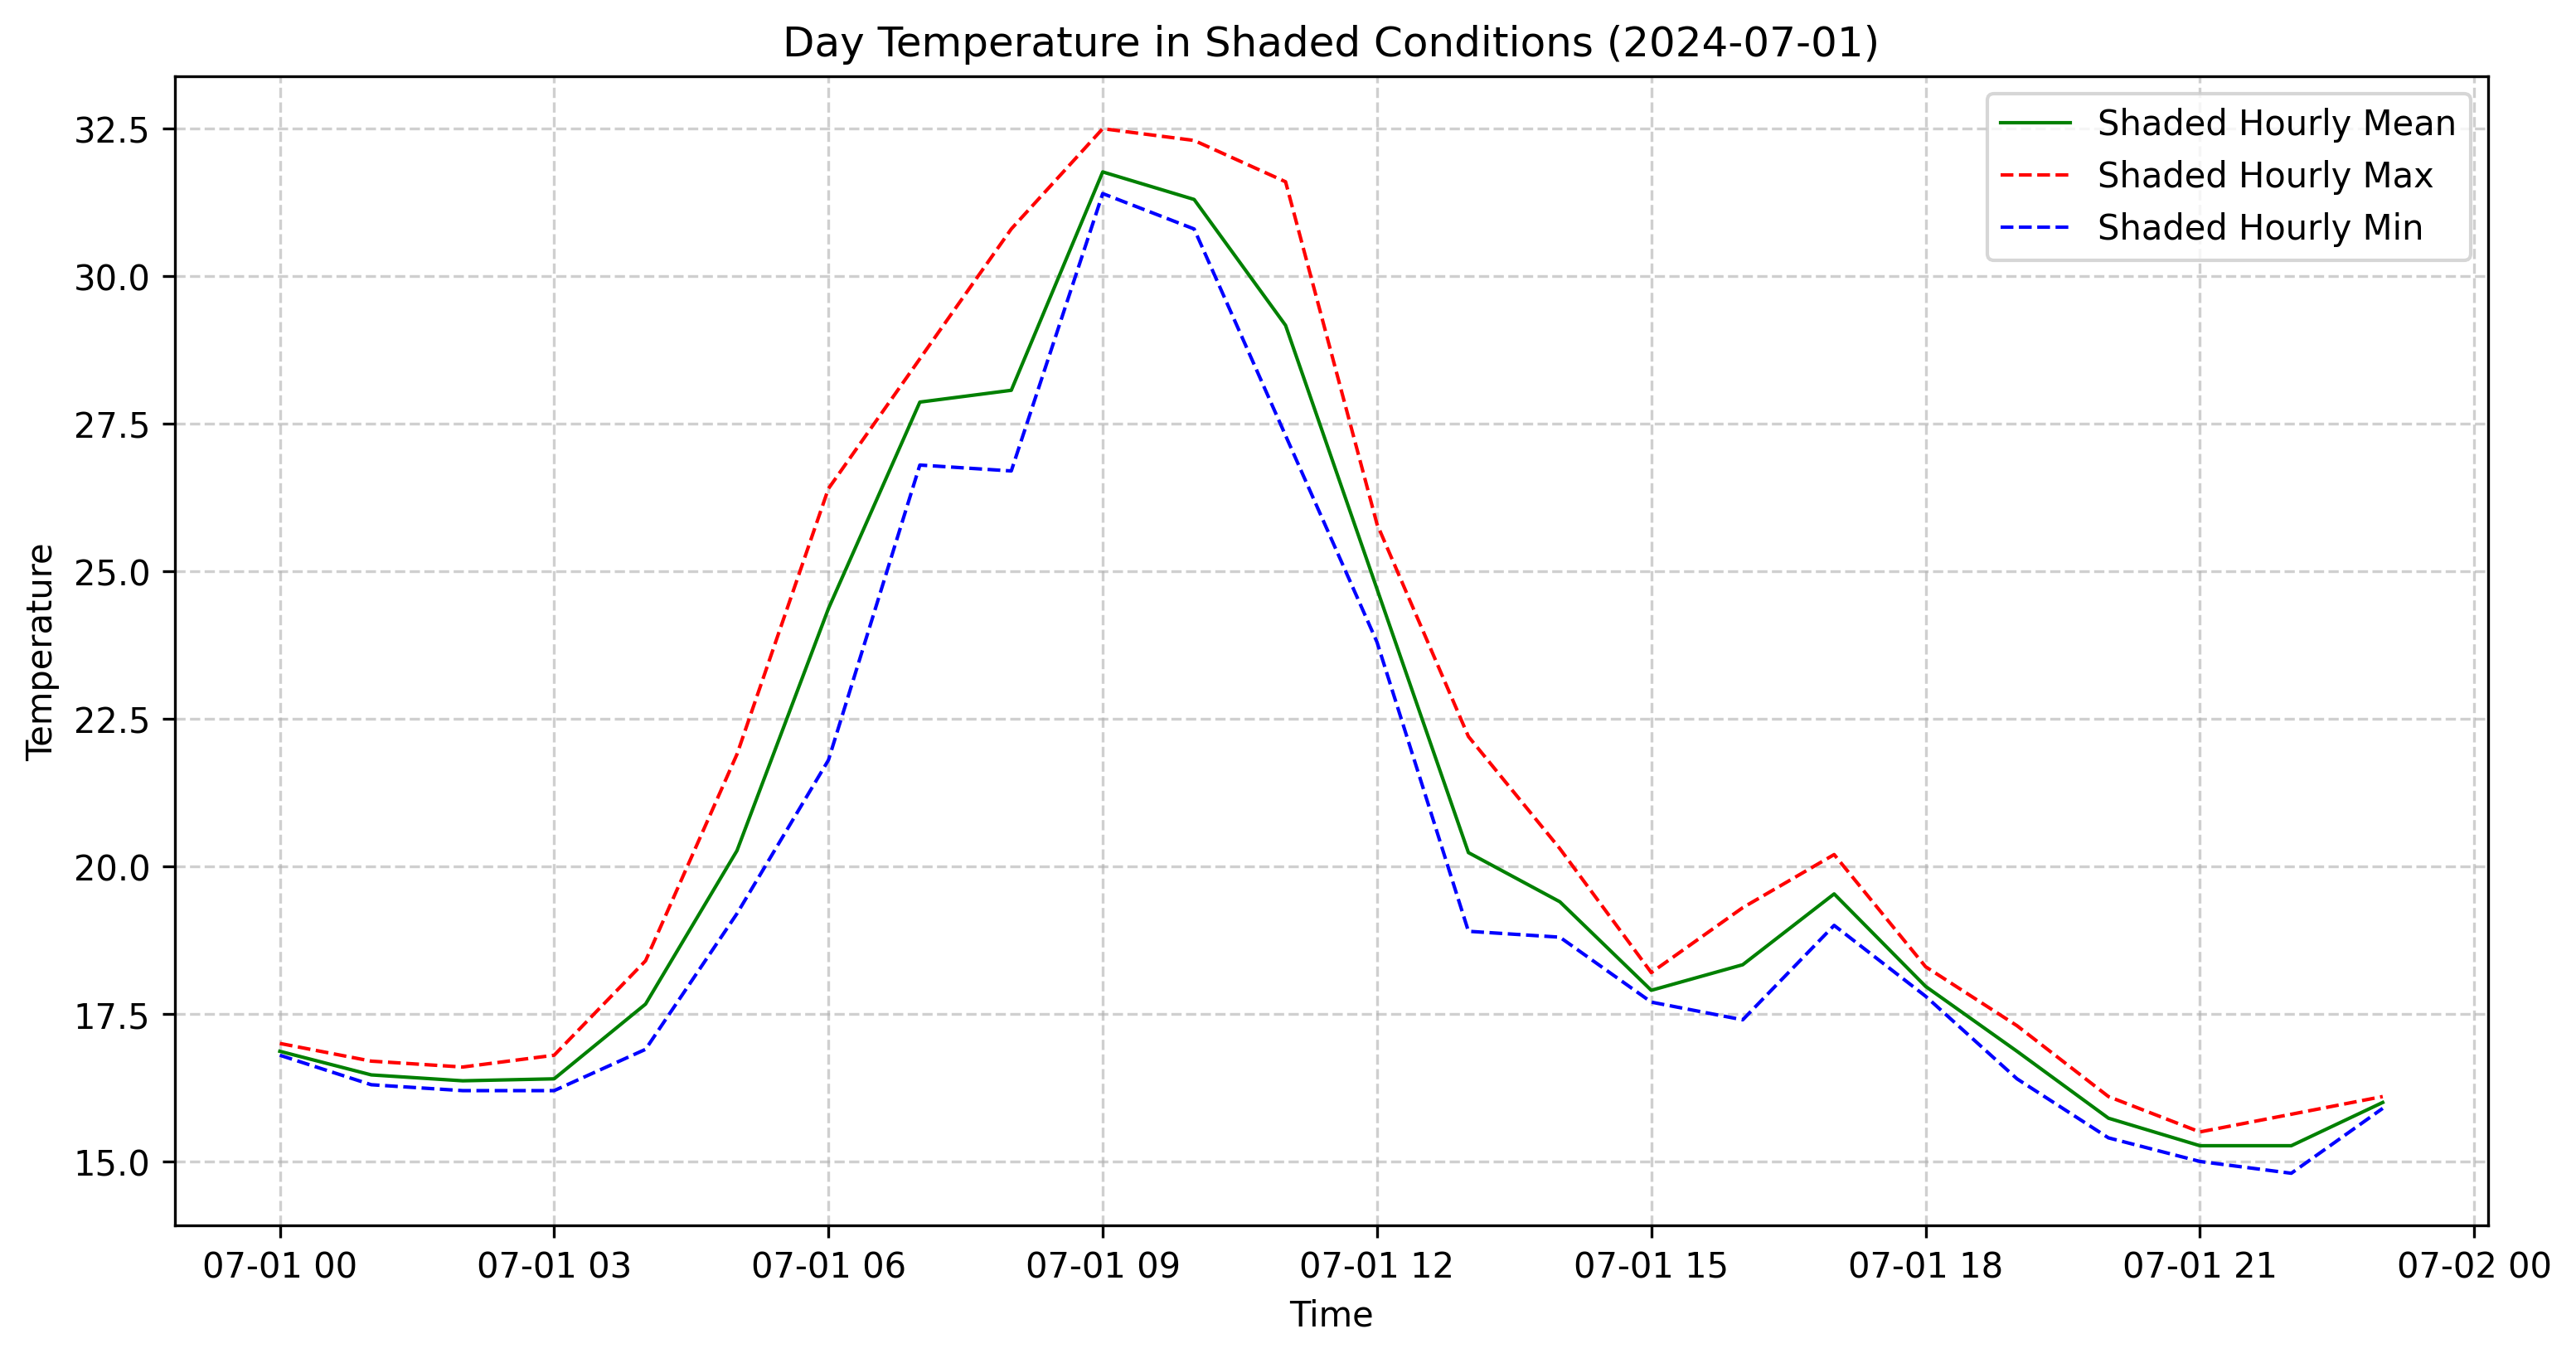 Day Temperature in Shaded Conditions (2024-07-01)
Shaded Hourly Mean
Shaded Hourly Max
Shaded Hourly Min
Temperature
32.5
30.0
27.5
25.0
22.5
20.0
17.5
15.0
07-01 00
07-01 03
07-01 06
07-01 09
07-01 12
07-01 15
07-01 18
07-01 21
07-02 00
Time